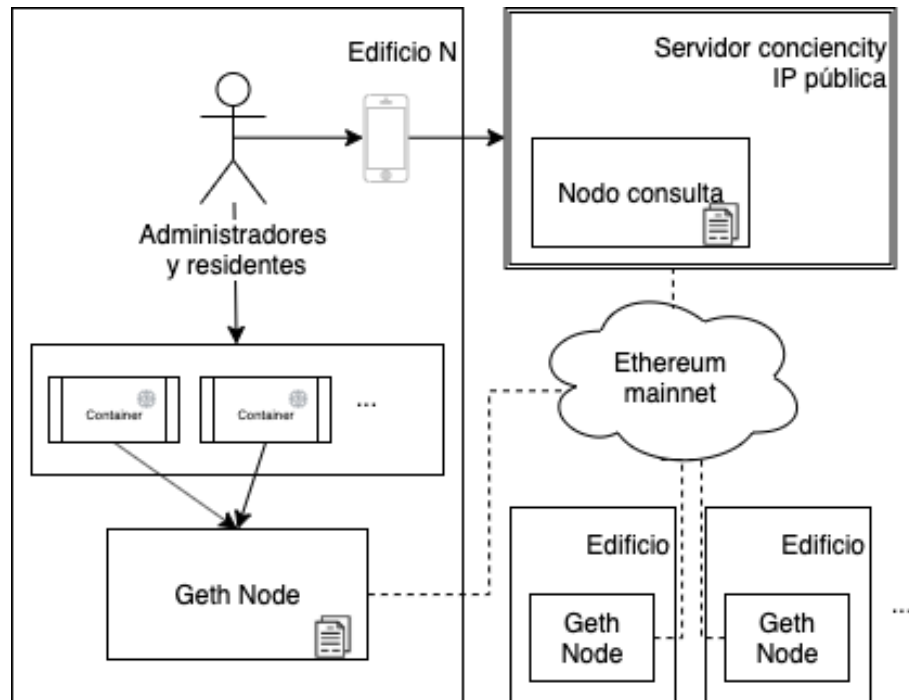 Edificio N
Servidor conciencity
IP pública
Nodo consulta
Administradores
y residentes
Container
Container
...
Ethereum
mainnet
Geth Node
Edificio
Edificio
Geth
Node
Geth
Node
...